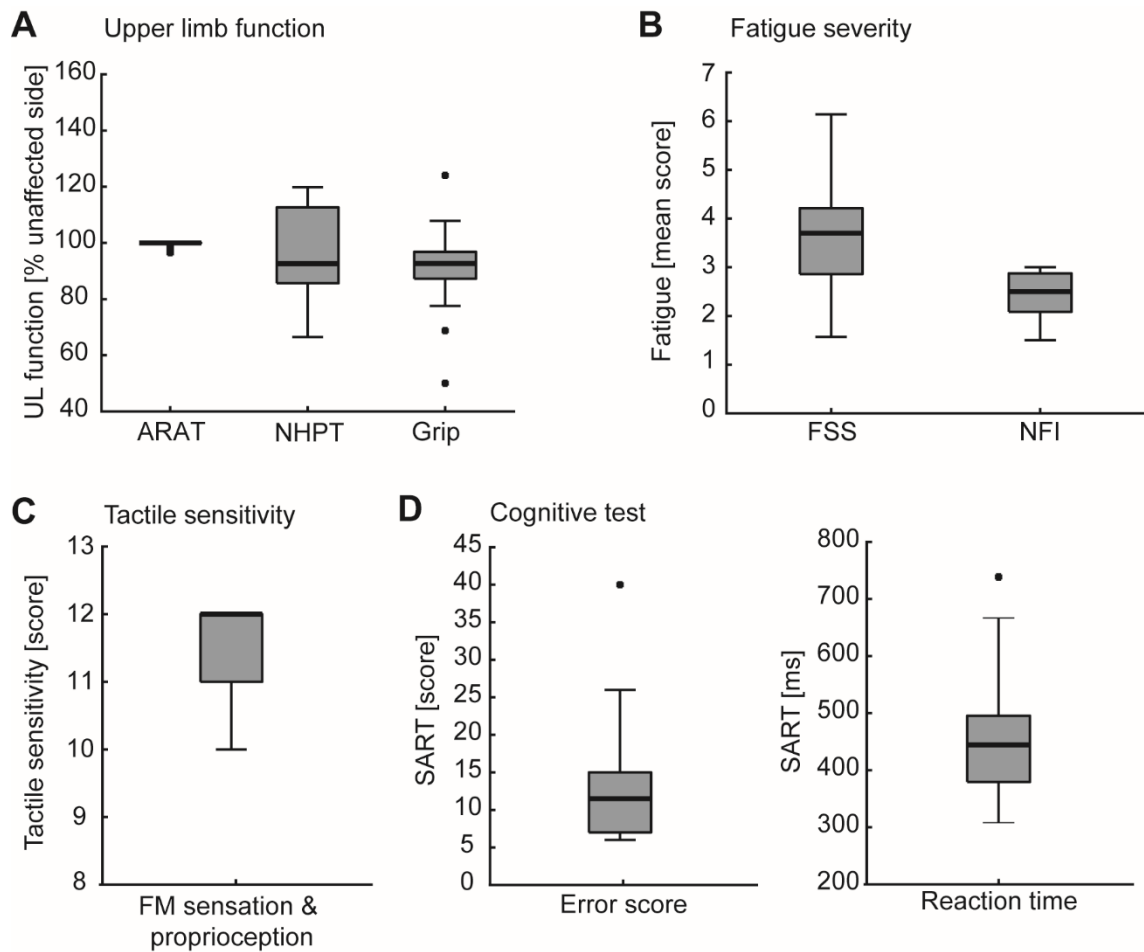 A Upper limb function
UL function [% unaffected side]
160
140
120
100
80
60
40
ARAT NHPT Grip
B Fatigue severity
Fatigue [mean score]
7
6
5
4
3
2
1
0
FSS NFI
C Tactile sensitivity
Tactile sensitivity [score]
13
12
11
10
9
8
FM sensation &
proprioception
D Cognitive test
SART [score]
45
40
35
30
25
20
15
10
5
0
Error score
SART [ms]
800
700
600
500
400
300
200
Reaction time